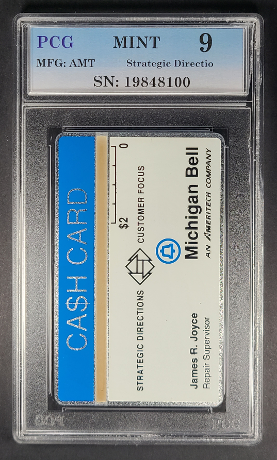 PCG MINT 9
MFG: AMT Strategic Directio
SN: 19848100
CA$H CARD
$2 0
STRATEGIC DIRECTIONS CUSTOMER FOCUS
Michigan Bell
AN AMERITECH COMPANY
James R. Joyce
Repair Supervisor